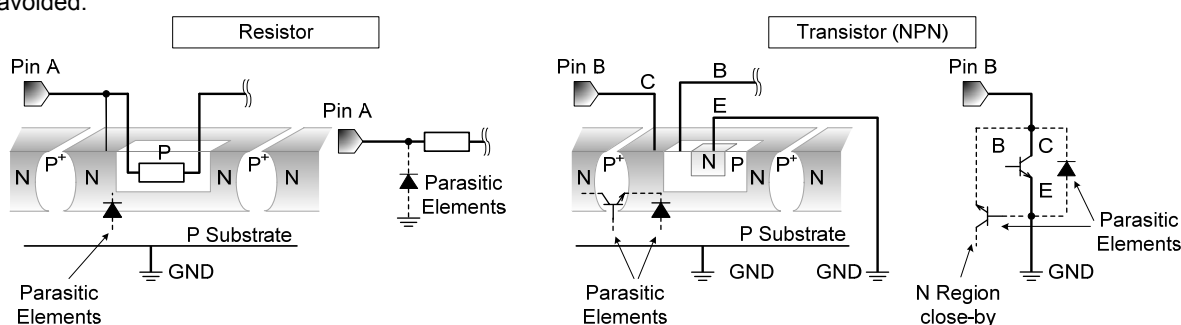 avoided.
Resistor
Transistor (NPN)
Pin A
Pin A
N
P+
N
P
N
P+
N
Parasitic
Elements
P Substrate
GND
Parasitic
Elements
Pin B
C
B
E
N
P+
N
N
P
N
P+
N
P Substrate
GND
GND
Parasitic
Elements
Pin B
B
C
E
Parasitic
Elements
GND
N Region
close-by